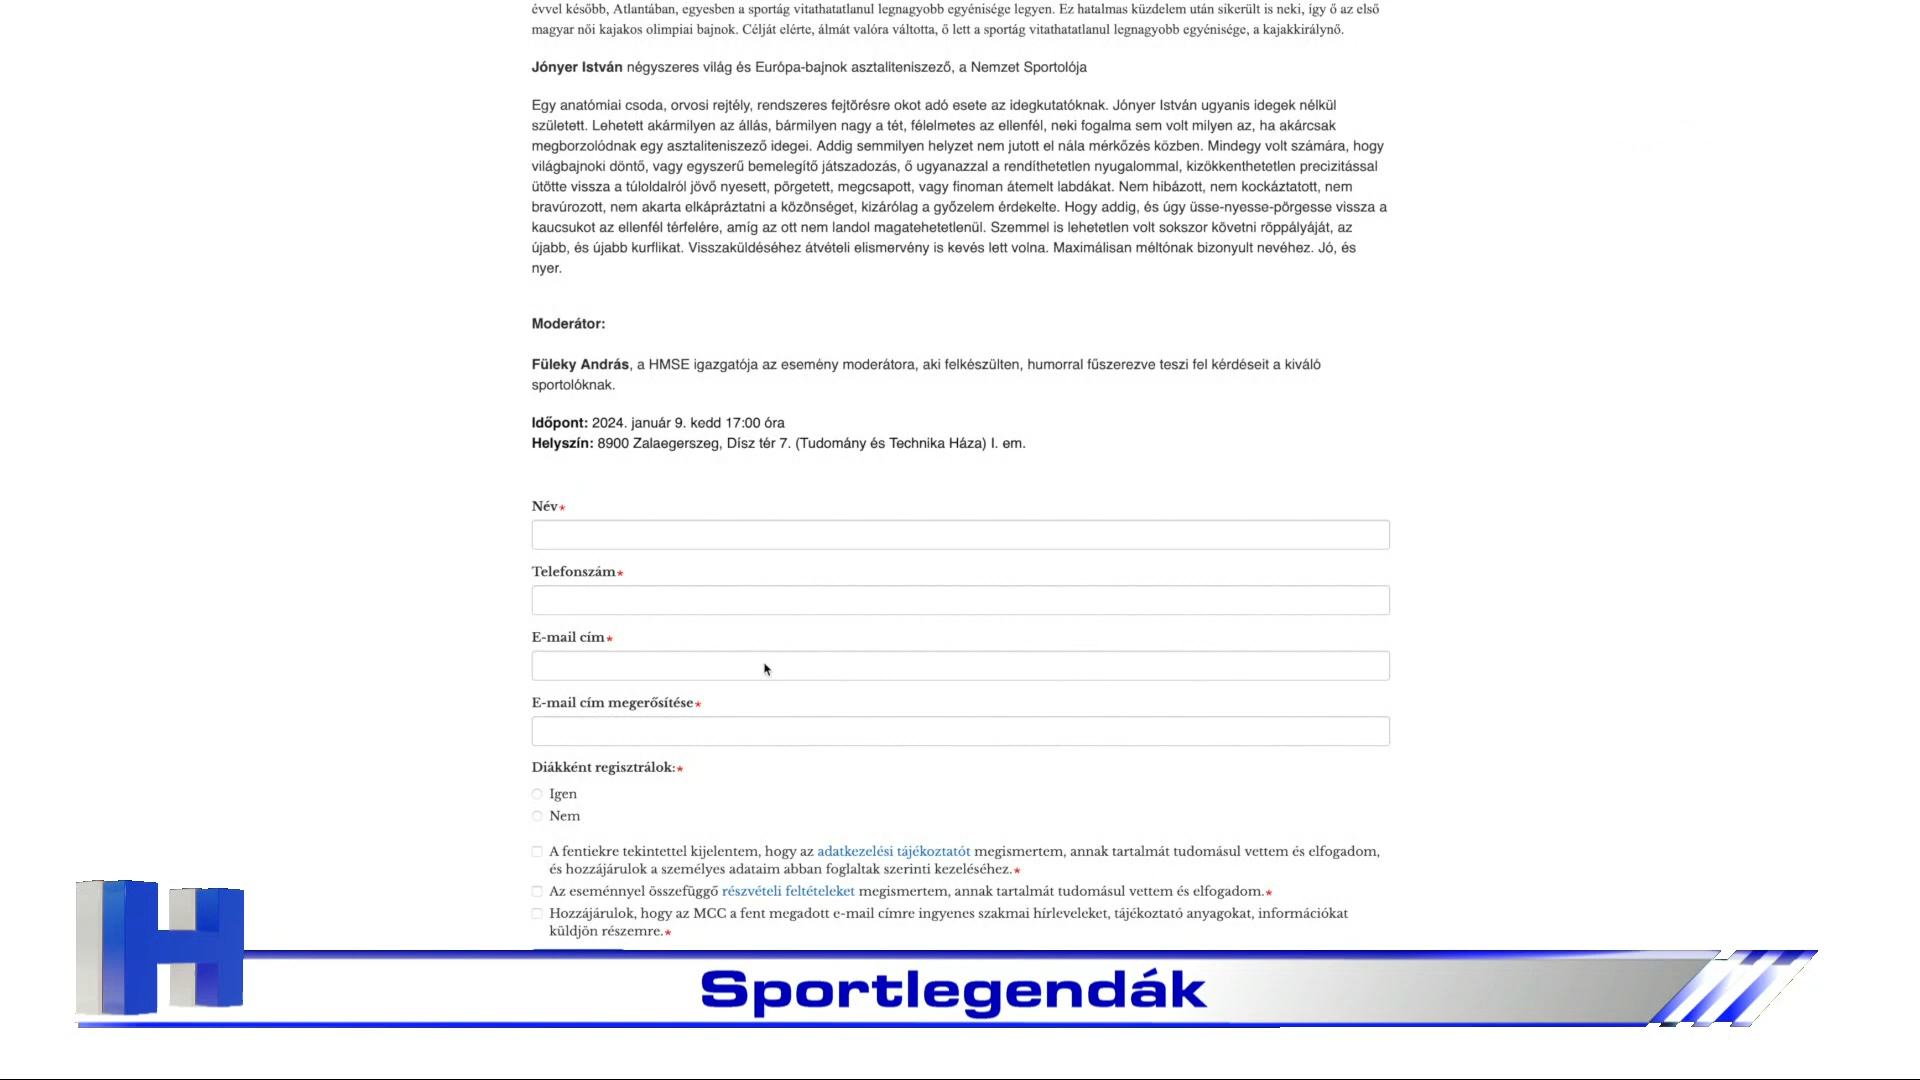 évvel később, Atlantában, egyesben a sportág vitathatatlanul legnagyobb egyénisége legyen. Ez hatalmas küzdelem után sikerült is neki, így ő az első
magyar női kajakos olimpiai bajnok. Célját elérte, álmát valóra váltotta, ő lett a sportág vitathatatlanul legnagyobb egyénisége, a kajakkirálynő.
Jónyer István négyszeres világ és Európa-bajnok asztaliteniszező, a Nemzet Sportolója
Egy anatómiai csoda, orvosi rejtély, rendszeres fejtörésre okot adó esete az idegkutatóknak. Jónyer István ugyanis idegek nélkül
született. Lehetett akármilyen az állás, bármilyen nagy a tét, félelmetes az ellenfél, neki fogalma sem volt milyen az, ha akárcsak
megborzolódnak egy asztaliteniszező idegei. Addig semmilyen helyzet nem jutott el nála mérkőzés közben. Mindegy volt számára, hogy
világbajnoki döntő, vagy egyszerű bemelegítő játszadozás, ő ugyanazzal a rendíthetetlen nyugalommal, kizökkenthetetlen precizitással
ütötte vissza a túloldalról jövő nyesett, pörgetett, megcsapott, vagy finoman átemelt labdákat. Nem hibázott, nem kockáztatott, nem
bravúrozott, nem akarta elkápráztatni a közönséget, kizárólag a győzelem érdekelte. Hogy addig, és úgy üsse-nyesse-pörgesse vissza a
kaucsukot az ellenfél térfelére, amíg az ott nem landol magatehetetlenül. Szemmel is lehetetlen volt sokszor követni röppályáját, az
újabb, és újabb kurflikat. Visszaküldéséhez átvételi elismervény is kevés lett volna. Maximálisan méltónak bizonyult nevéhez. Jó, és
nyer.
Moderátor:
Füleky András, a HMSE igazgatója az esemény moderátora, aki felkészülten, humorral fűszerezve teszi fel kérdéseit a kiváló
sportolóknak.
Időpont: 2024. január 9. kedd 17:00 óra
Helyszín: 8900 Zalaegerszeg, Dísz tér 7. (Tudomány és Technika Háza) I. em.
Név*
Telefonszám*
E-mail cím*
E-mail cím megerősítése*
Diákként regisztrálok:*
Igen
Nem
A fentiekre tekintettel kijelentem, hogy az adatkezelési tájékoztatót megismertem, annak tartalmát tudomásul vettem és elfogadom,
és hozzájárulok a személyes adataim abban foglaltak szerinti kezeléséhez.*
Az eseménnyel összefüggő részvételi feltételeket megismertem, annak tartalmát tudomásul vettem és elfogadom.*
Hozzájárulok, hogy az MCC a fent megadott e-mail címre ingyenes szakmai hírleveleket, tájékoztató anyagokat, információkat
küldjön részemre.*
H
Sportlegendák